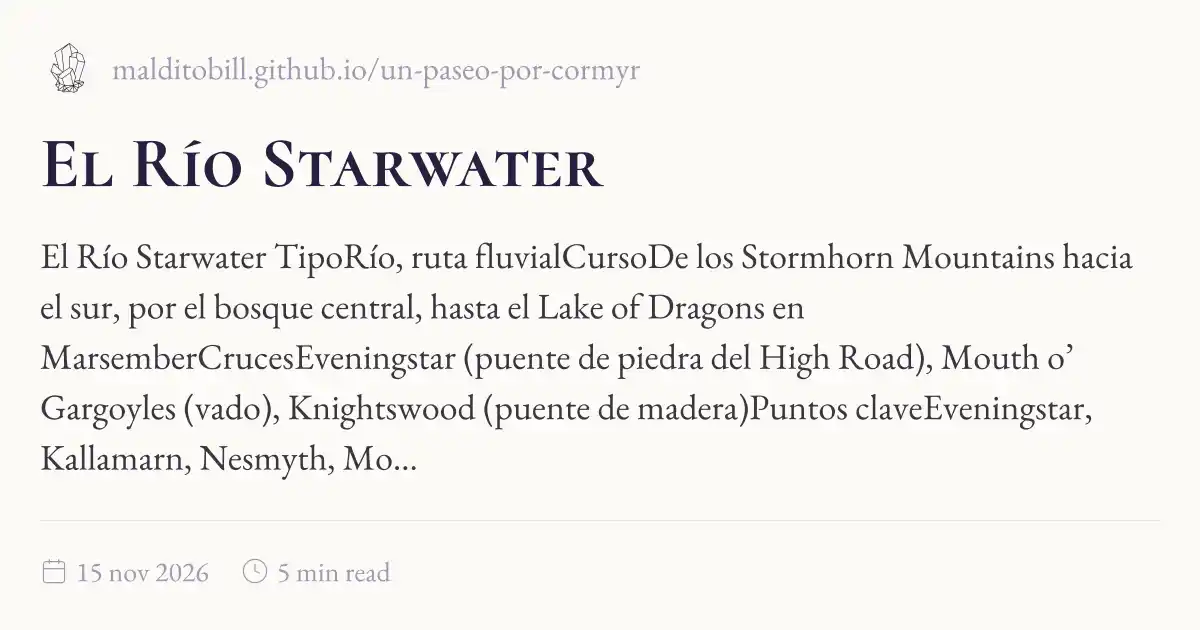 malditobill.github.io/un-paseo-por-cormyr
El Río Starwater
El Río Starwater TipoRío, ruta fluvialCursoDe los Stormhorn Mountains hacia
el sur, por el bosque central, hasta el Lake of Dragons en
MarsemberCrucesEveningstar (puente de piedra del High Road), Mouth o’
Gargoyles (vado), Knightswood (puente de madera)Puntos claveEveningstar,
Kallamarn, Nesmyth, Mo...
15 nov 2026 5 min read